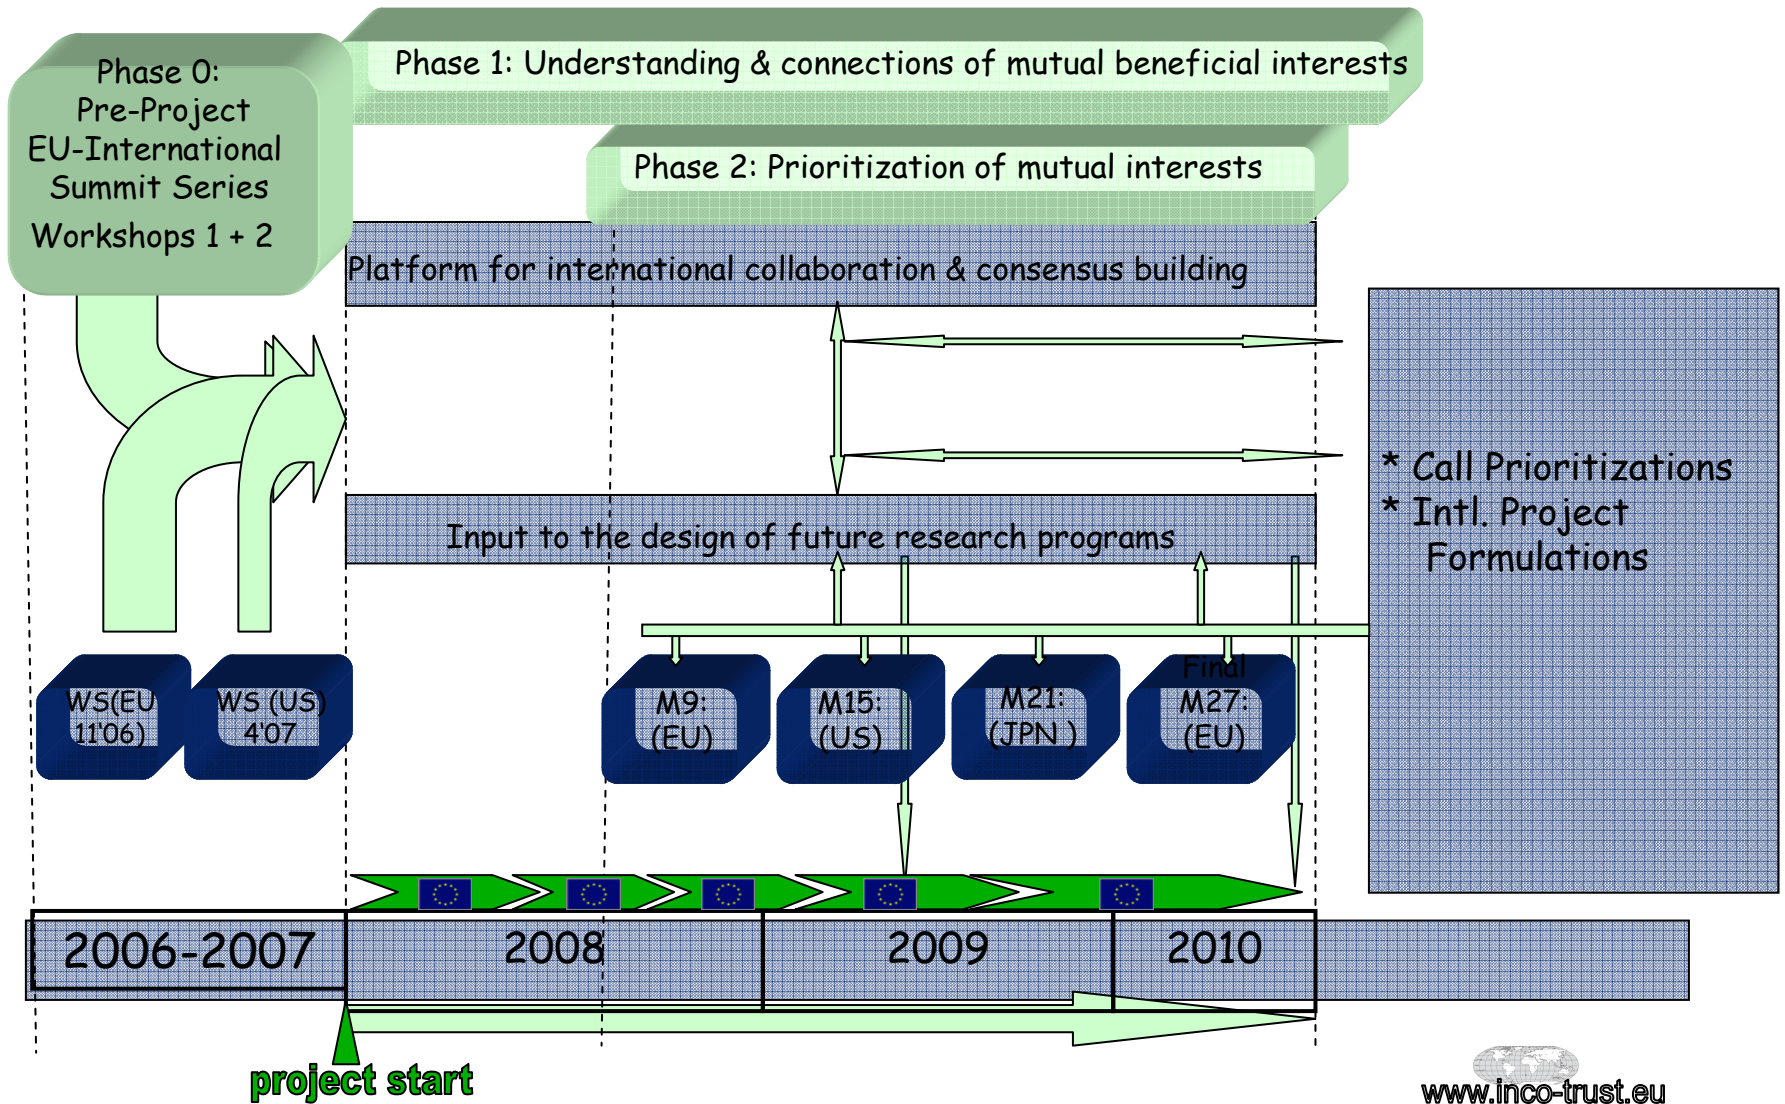 Phase 0:
Pre-Project
EU-International
Summit Series
Workshops 1 + 2
Phase 1: Understanding & connections of mutual beneficial interests
Phase 2: Prioritization of mutual interests
Platform for international collaboration & consensus building
Input to the design of future research programs
* Call Prioritizations
* Intl. Project
Formulations
WS(EU
11'06)
WS (US)
4'07
M9:
(EU)
M15:
(US)
M21:
(JPN )
Final
M27:
(EU)
2006-2007
2008
2009
2010
project start
www.inco-trust.eu